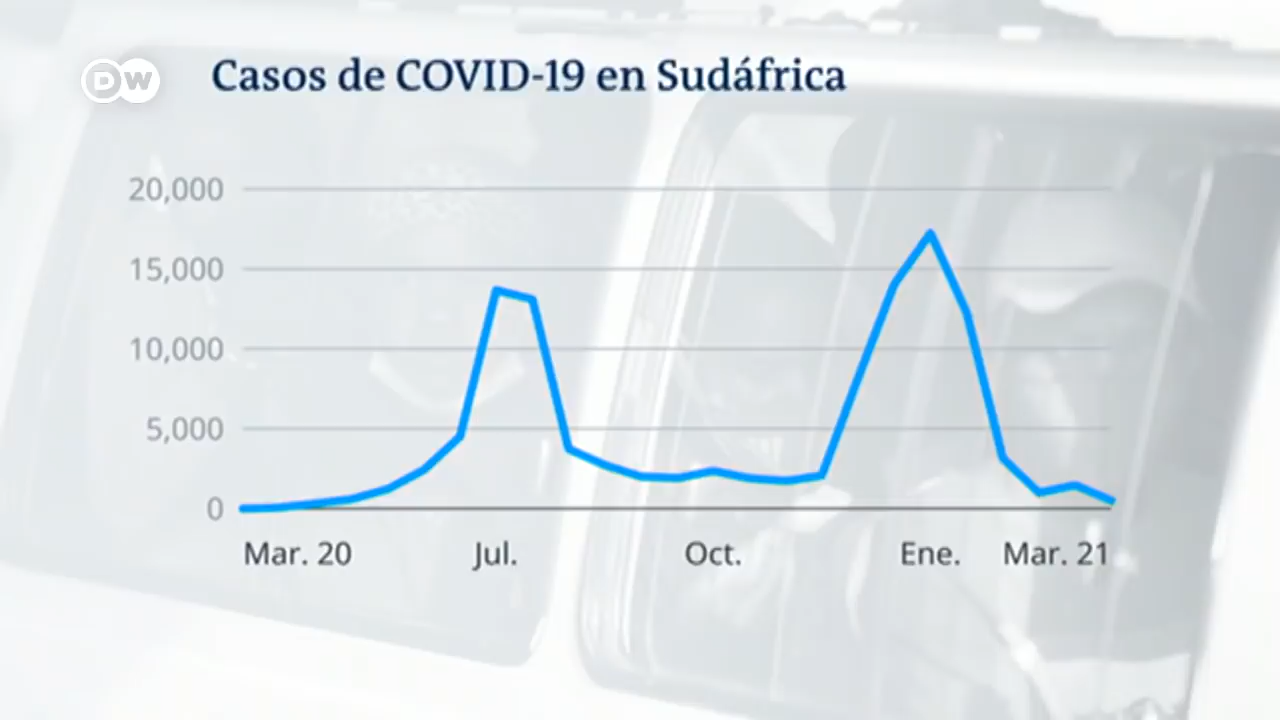 DW
Casos de COVID-19 en Sudáfrica
20,000
15,000
10,000
5,000
0
Mar. 20 Jul. Oct. Ene. Mar. 21